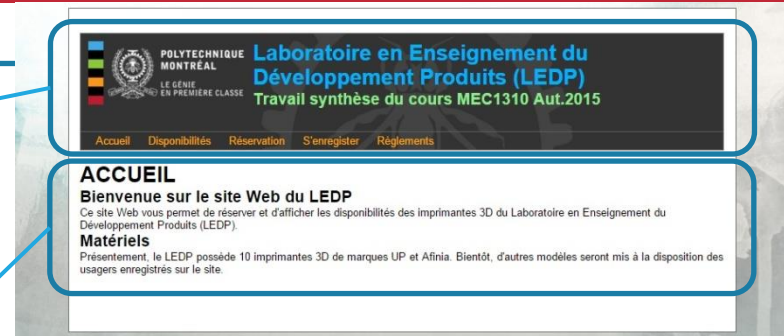 POLYTECHNIQUE
MONTRÉAL
LE GÉNIE
EN PREMIÈRE CLASSE
Laboratoire en Enseignement du
Développement Produits (LEDP)
Travail synthèse du cours MEC1310 Aut.2015
Accueil Disponibilités Réservation S'enregister Règlements
ACCUEIL
Bienvenue sur le site Web du LEDP
Ce site Web vous permet de réserver et d'afficher les disponibilités des imprimantes 3D du Laboratoire en Enseignement du
Développement Produits (LEDP).
Matériels
Présentement, le LEDP possède 10 imprimantes 3D de marques UP et Afinia. Bientôt, d'autres modèles seront mis à la disposition des
usagers enregistrés sur le site.